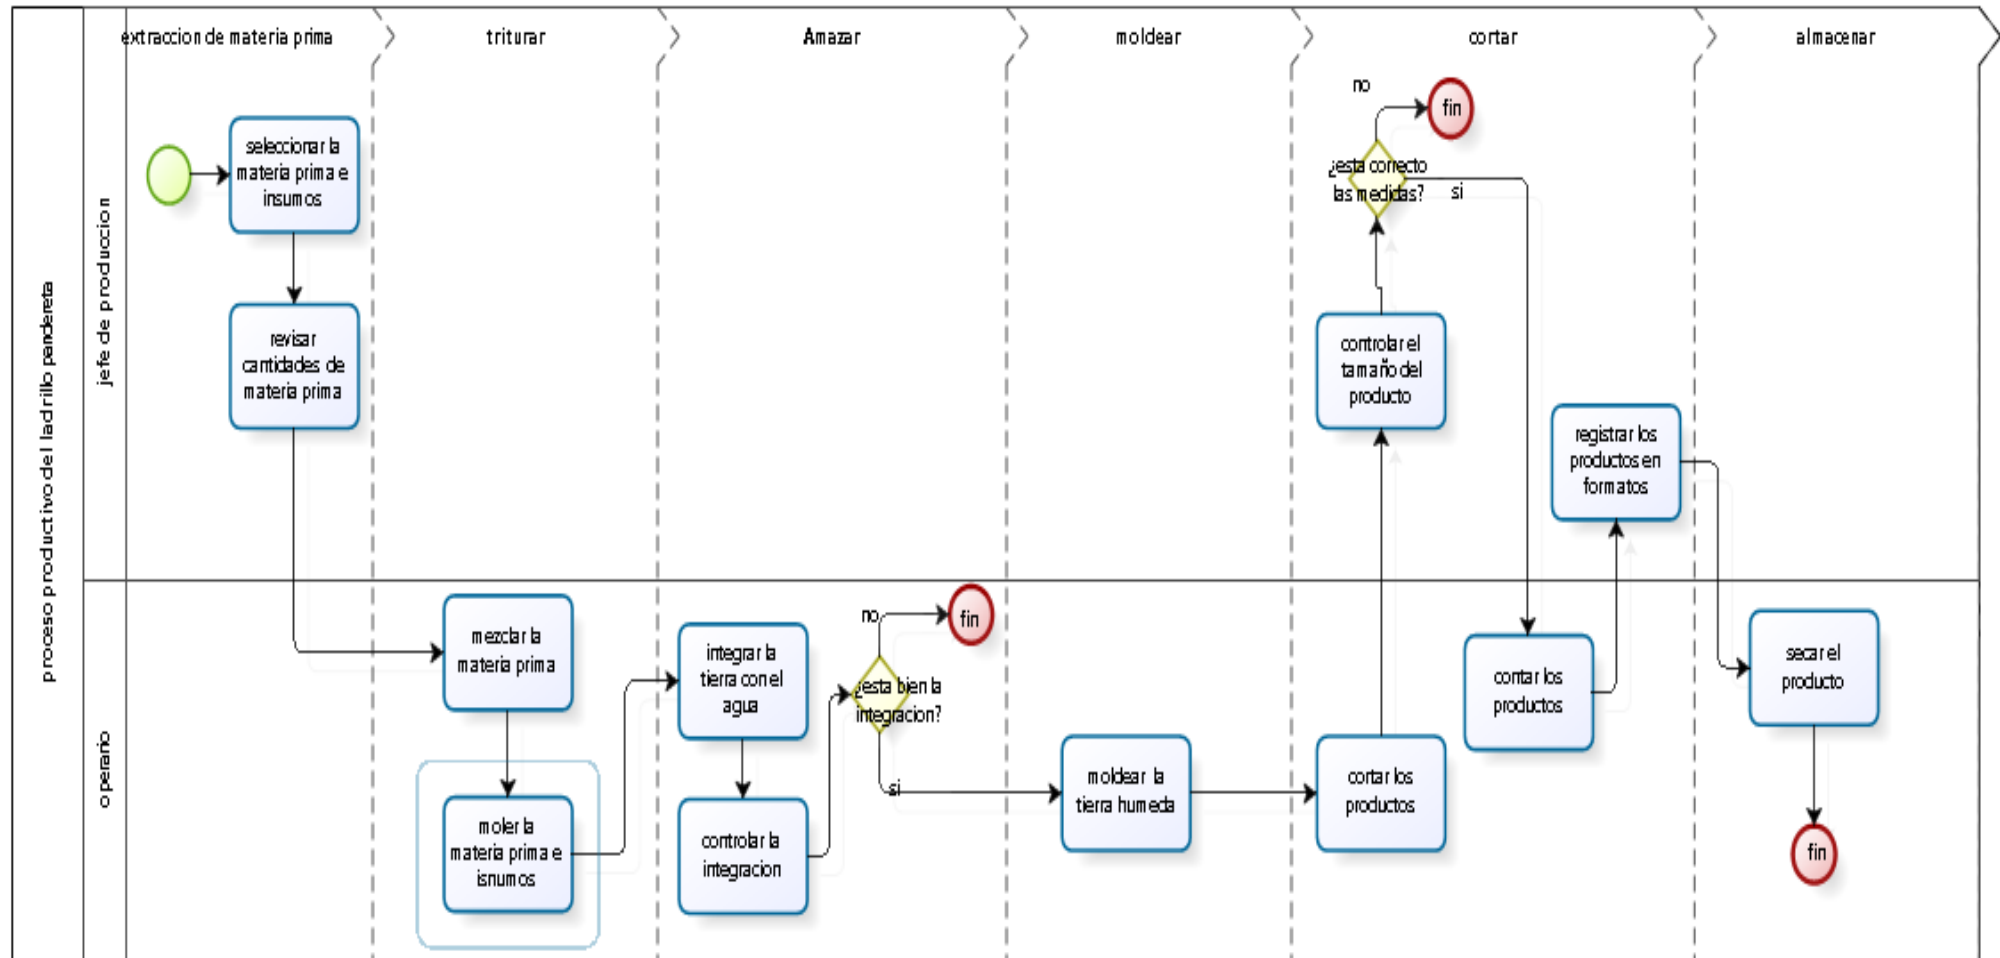 extraccion de materia prima
triturar
Amazar
moldear
cortar
almacenar
proceso productivo del ladrillo pandereta
jefe de produccion
seleccionar la
materia prima e
insumos
revisar
cantidades de
materia prima
no
fin
¿esta correcto
las medidas?
si
controlar el
tamaño del
producto
registrar los
productos en
formatos
operario
mezclar la
materia prima
moler la
materia prima e
isnumos
integrar la
tierra con el
agua
controlar la
integracion
no
fin
¿esta bien la
integracion?
si
moldear la
tierra humeda
cortar los
productos
contar los
productos
secar el
producto
fin